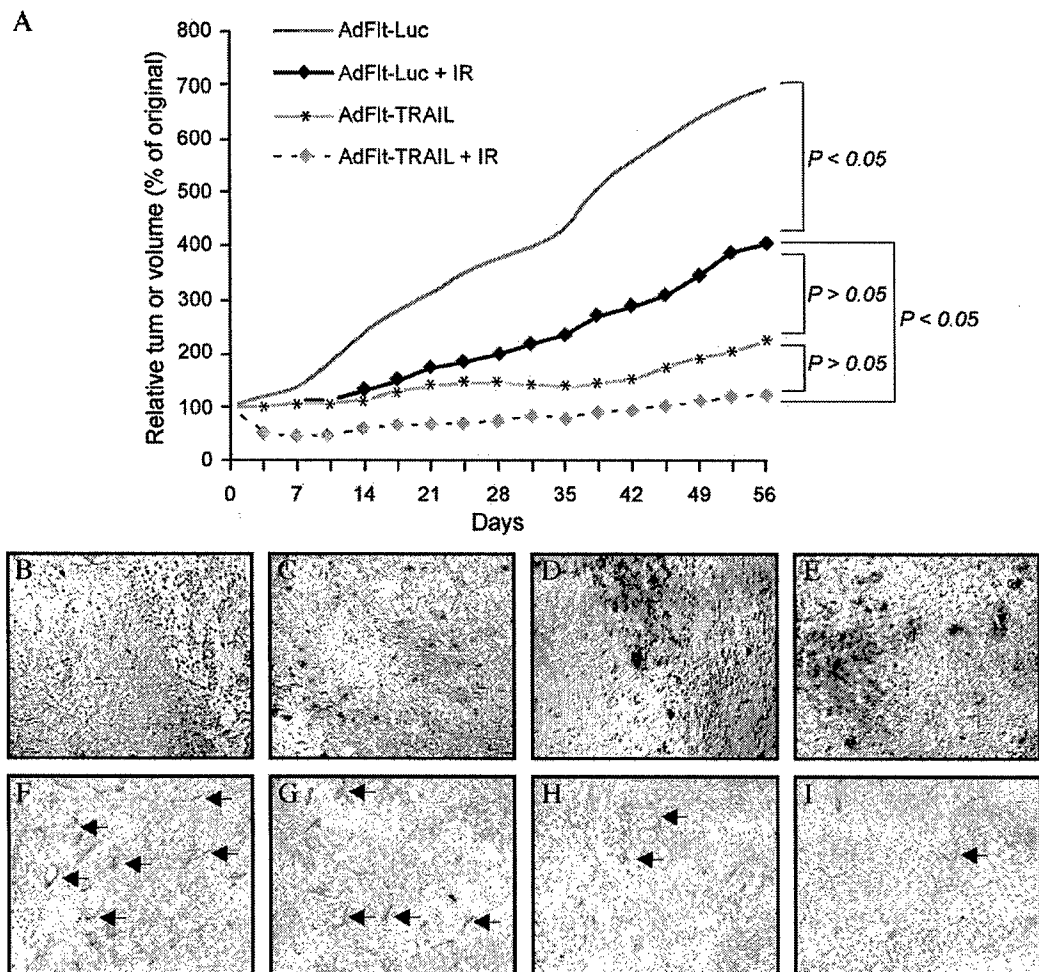 A
800
700
600
500
400
300
200
100
0
Relative tum or volume (% of original)
AdFlt-Luc
AdFlt-Luc + IR
AdFlt-TRAIL
AdFlt-TRAIL + IR
P < 0.05
P > 0.05
P > 0.05
P < 0.05
0 7 14 21 28 35 42 49 56
Days
B C D E
F G H I